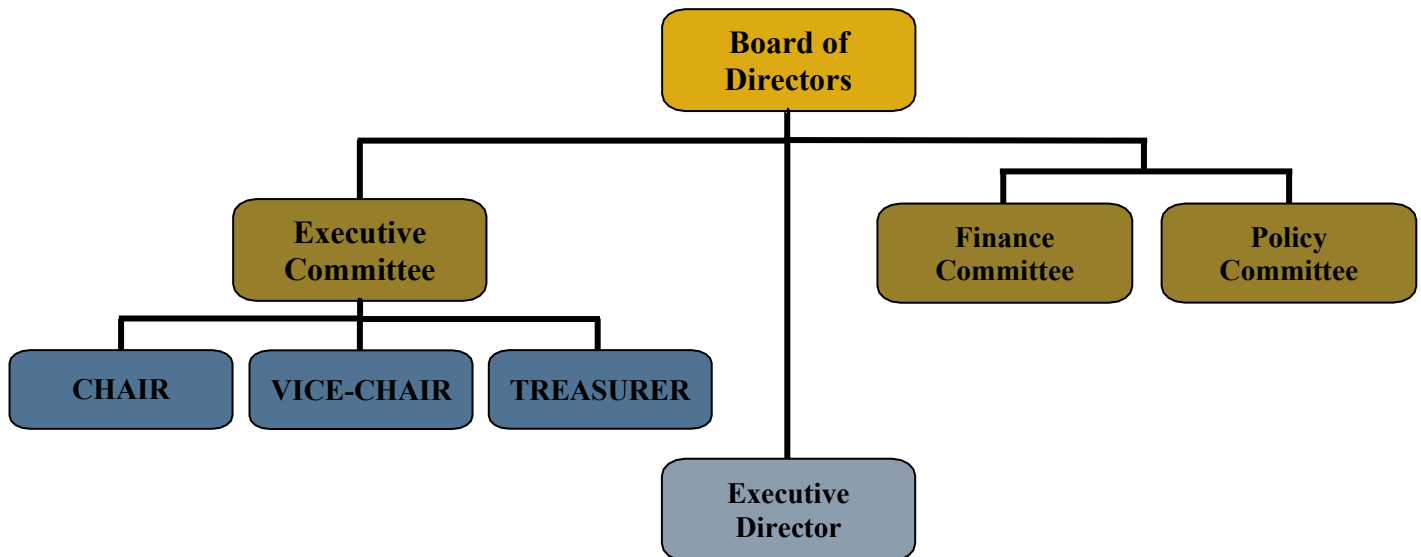 Board of
Directors
Executive
Committee
Finance
Committee
Policy
Committee
CHAIR
VICE-CHAIR
TREASURER
Executive
Director